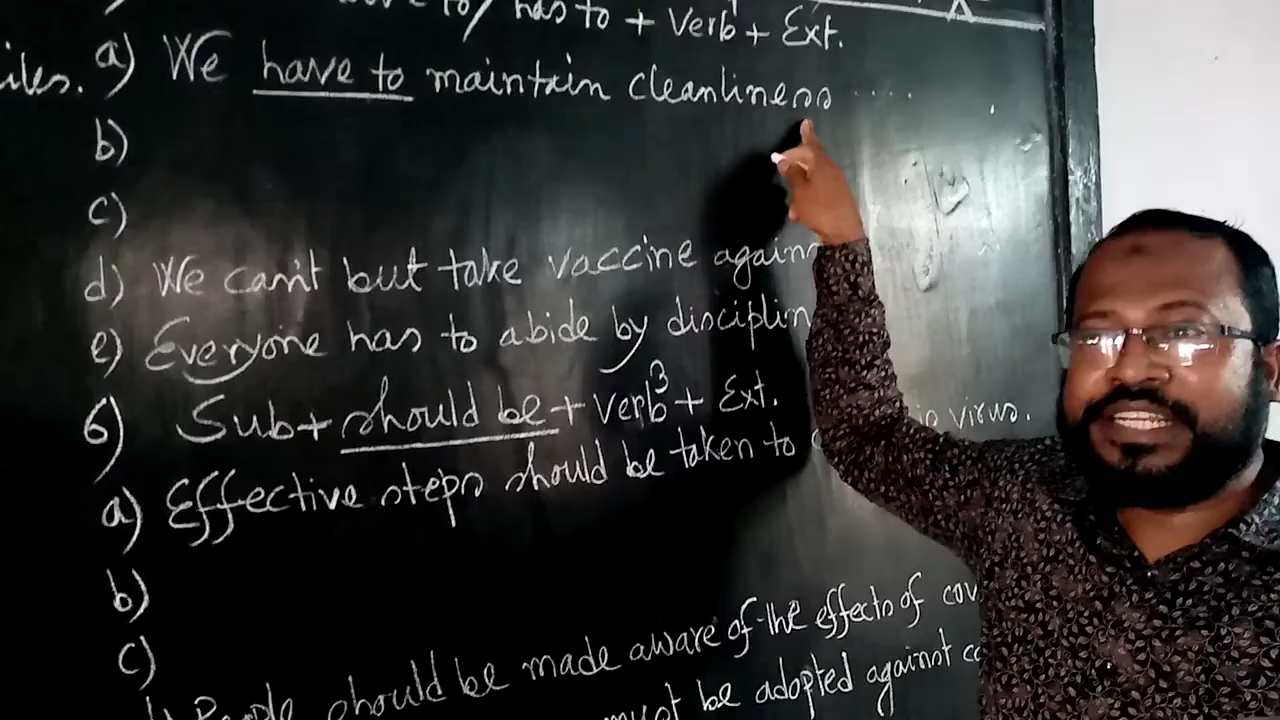 to/ has to + Verb¹ + Ext.
iles. a) We have to maintain cleanliness ....
b)
c)
d) We can't but take vaccine again
e) Everyone has to abide by disciplin
6) Sub + should be + Verb³ + Ext.
a) Effective steps should be taken to virus.
b)
c)
should be made aware of the effects of cov
must be adopted against